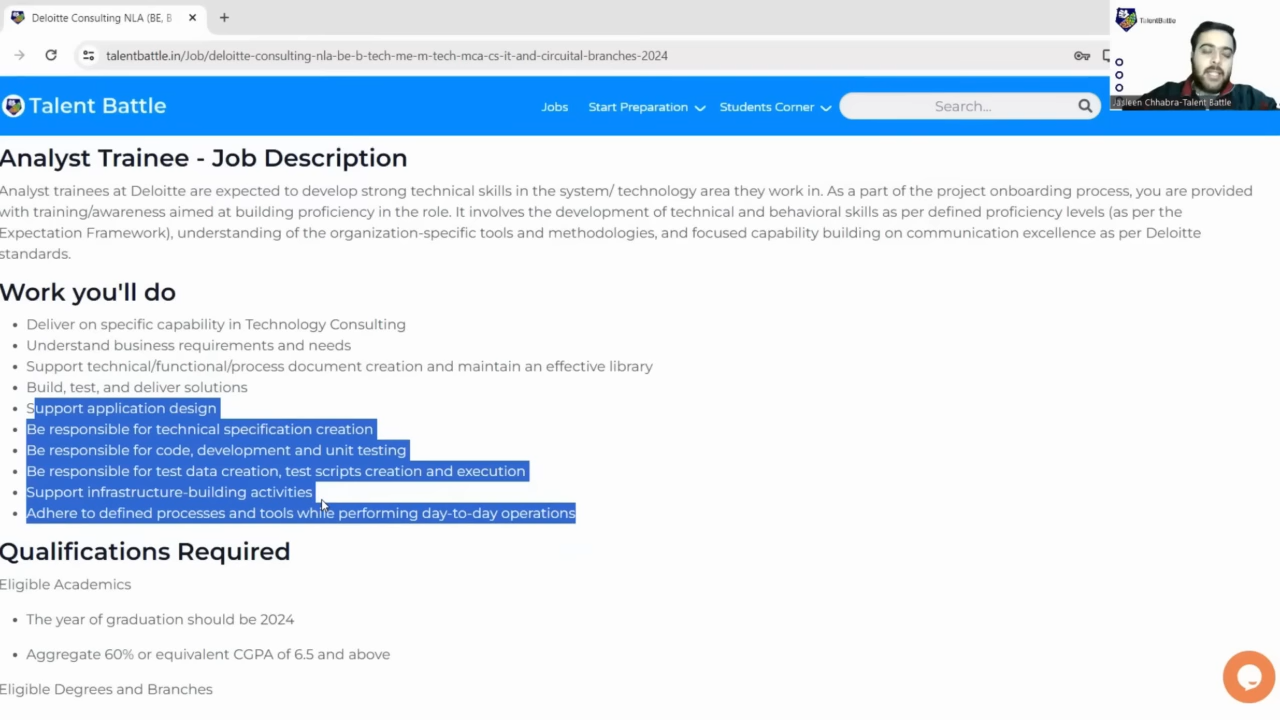 Deloitte Consulting NLA (BE, B
talentbattle.in/Job/deloitte-consulting-nla-be-b-tech-me-m-tech-mca-cs-it-and-circuital-branches-2024
TalentBattle
Jasleen Chhabra-Talent Battle
Talent Battle
Jobs
Start Preparation
Students Corner
Search...
Analyst Trainee - Job Description
Analyst trainees at Deloitte are expected to develop strong technical skills in the system/ technology area they work in. As a part of the project onboarding process, you are provided
with training/awareness aimed at building proficiency in the role. It involves the development of technical and behavioral skills as per defined proficiency levels (as per the
Expectation Framework), understanding of the organization-specific tools and methodologies, and focused capability building on communication excellence as per Deloitte
standards.
Work you'll do
Deliver on specific capability in Technology Consulting
Understand business requirements and needs
Support technical/functional/process document creation and maintain an effective library
Build, test, and deliver solutions
Support application design
Be responsible for technical specification creation
Be responsible for code, development and unit testing
Be responsible for test data creation, test scripts creation and execution
Support infrastructure-building activities
Adhere to defined processes and tools while performing day-to-day operations
Qualifications Required
Eligible Academics
The year of graduation should be 2024
Aggregate 60% or equivalent CGPA of 6.5 and above
Eligible Degrees and Branches